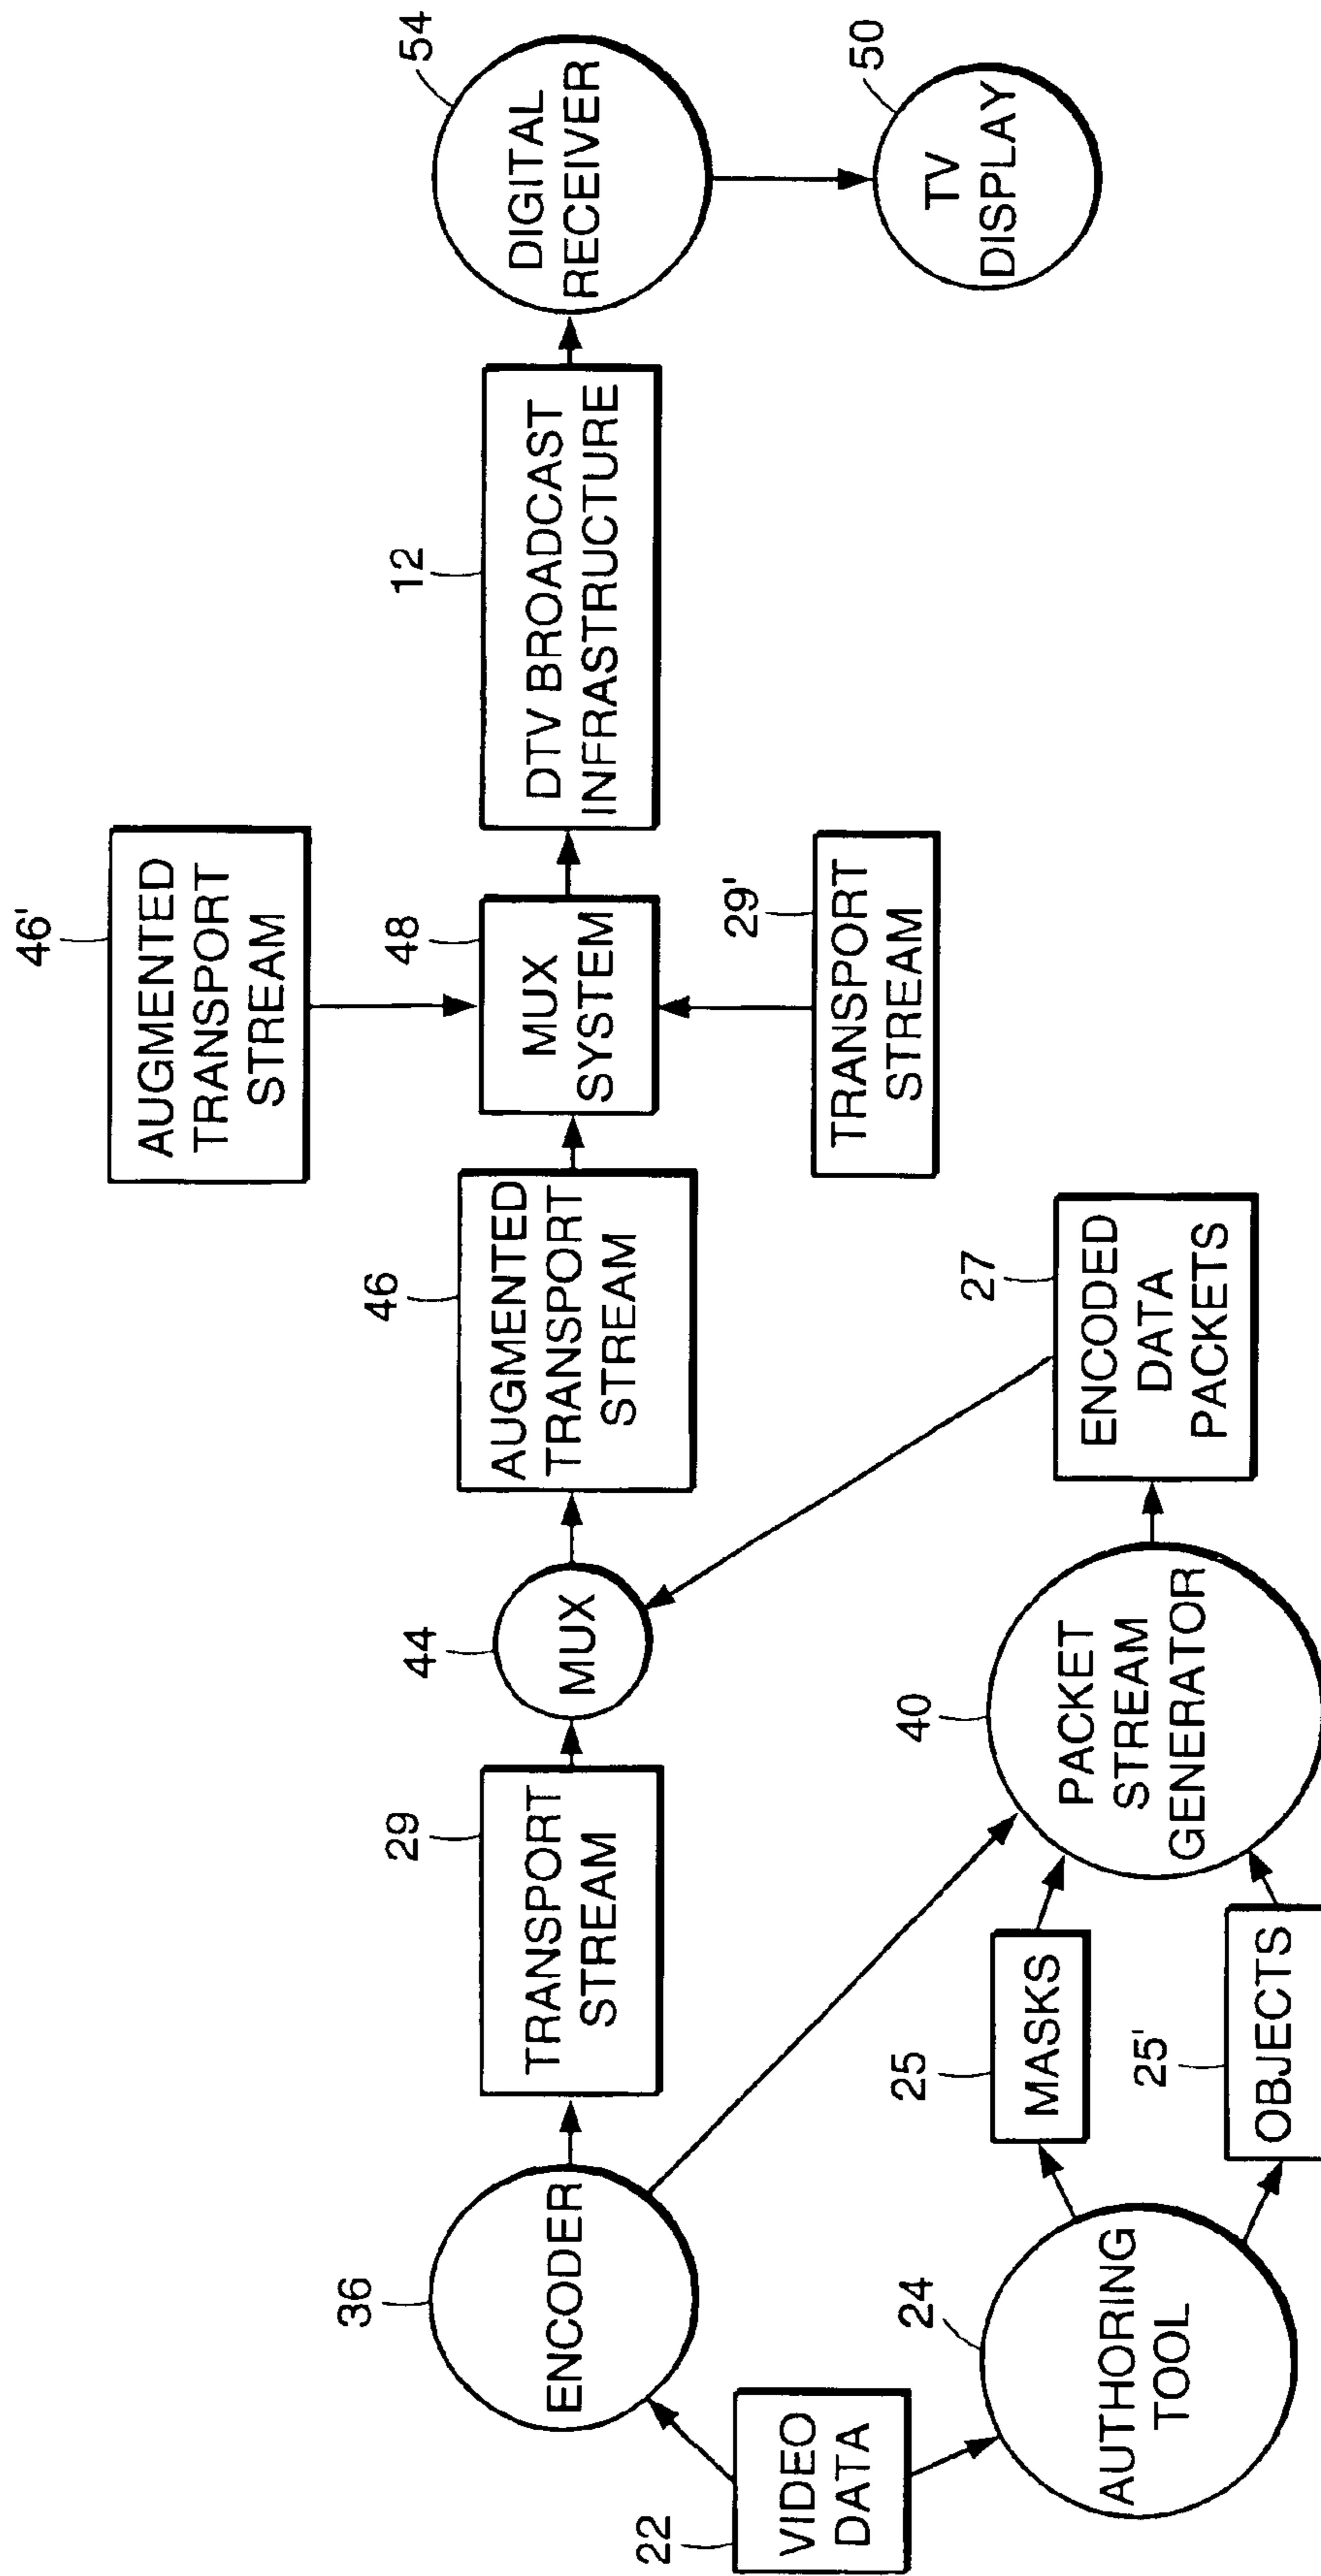 22
VIDEO
DATA
36
ENCODER
24
AUTHORING
TOOL
29
TRANSPORT
STREAM
25
MASKS
25'
OBJECTS
44
MUX
40
PACKET
STREAM
GENERATOR
46
AUGMENTED
TRANSPORT
STREAM
27
ENCODED
DATA
PACKETS
46'
AUGMENTED
TRANSPORT
STREAM
48
MUX
SYSTEM
29'
TRANSPORT
STREAM
12
DTV BROADCAST
INFRASTRUCTURE
54
DIGITAL
RECEIVER
50
TV
DISPLAY